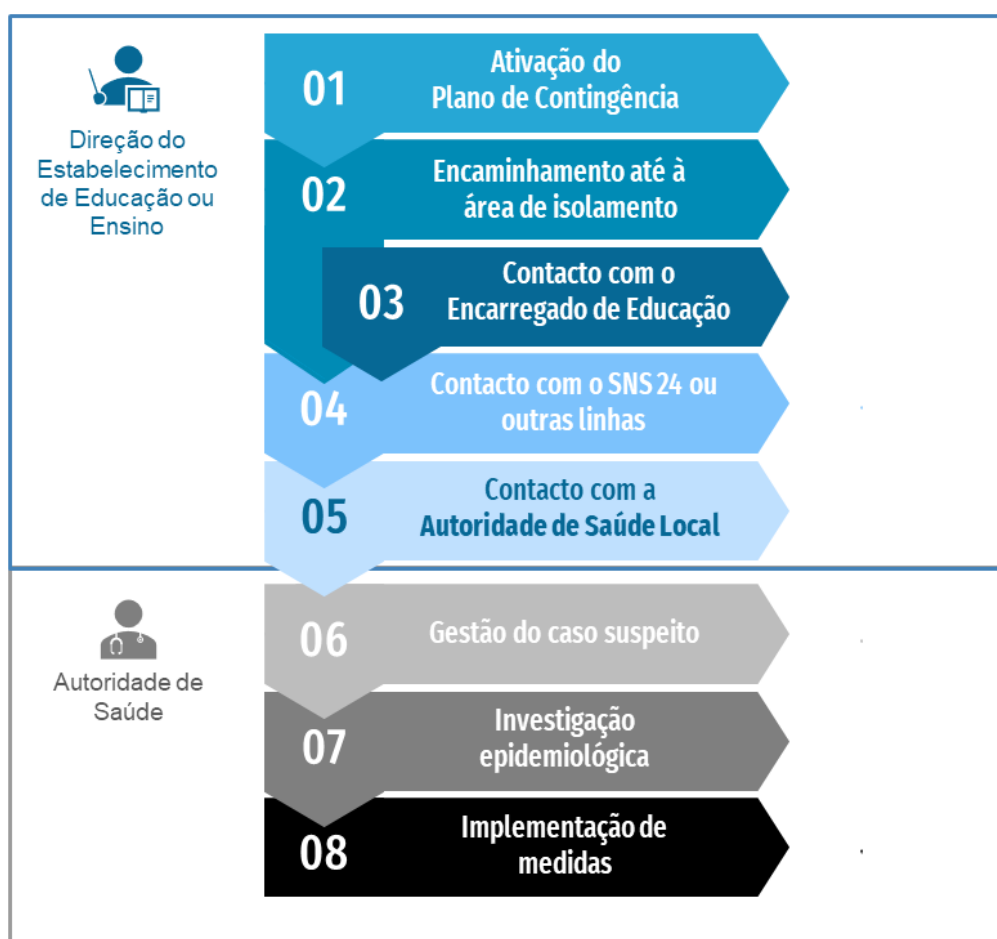 Direção do
Estabelecimento
de Educação ou
Ensino
01
Ativação do
Plano de Contingência
02
Encaminhamento até à
área de isolamento
03
Contacto com o
Encarregado de Educação
04
Contacto com o SNS 24 ou
outras linhas
05
Contacto com a
Autoridade de Saúde Local
Autoridade de
Saúde
06
Gestão do caso suspeito
07
Investigação
epidemiológica
08
Implementação de
medidas